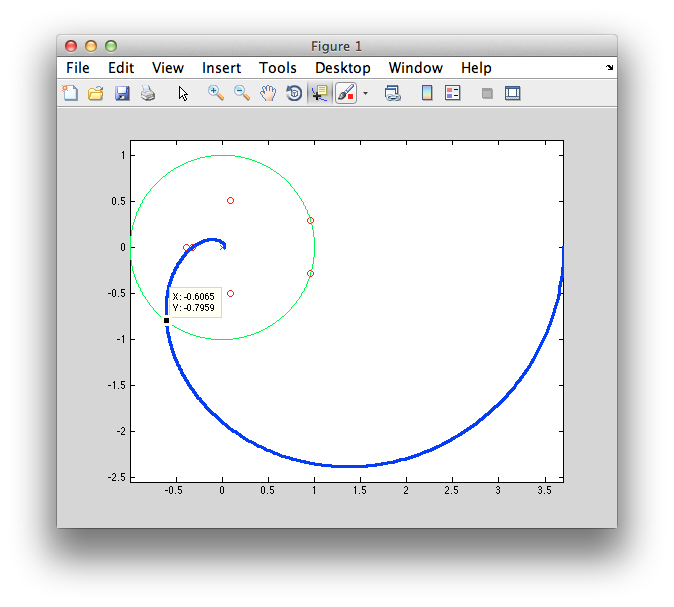 Figure 1
File Edit View Insert Tools Desktop Window Help
1
0.5
0
-0.5
-1
-1.5
-2
-2.5
X: -0.6065
Y: -0.7959
-0.5 0 0.5 1 1.5 2 2.5 3 3.5